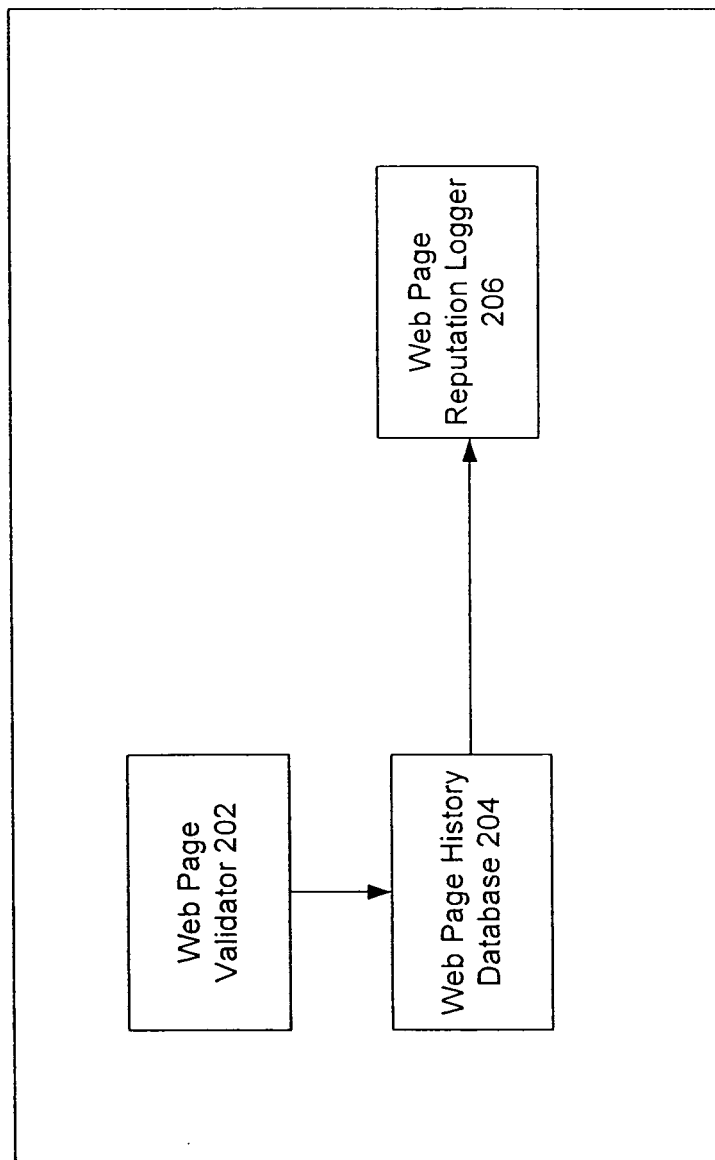 Web Page
Validator 202
Web Page History
Database 204
Web Page
Reputation Logger
206